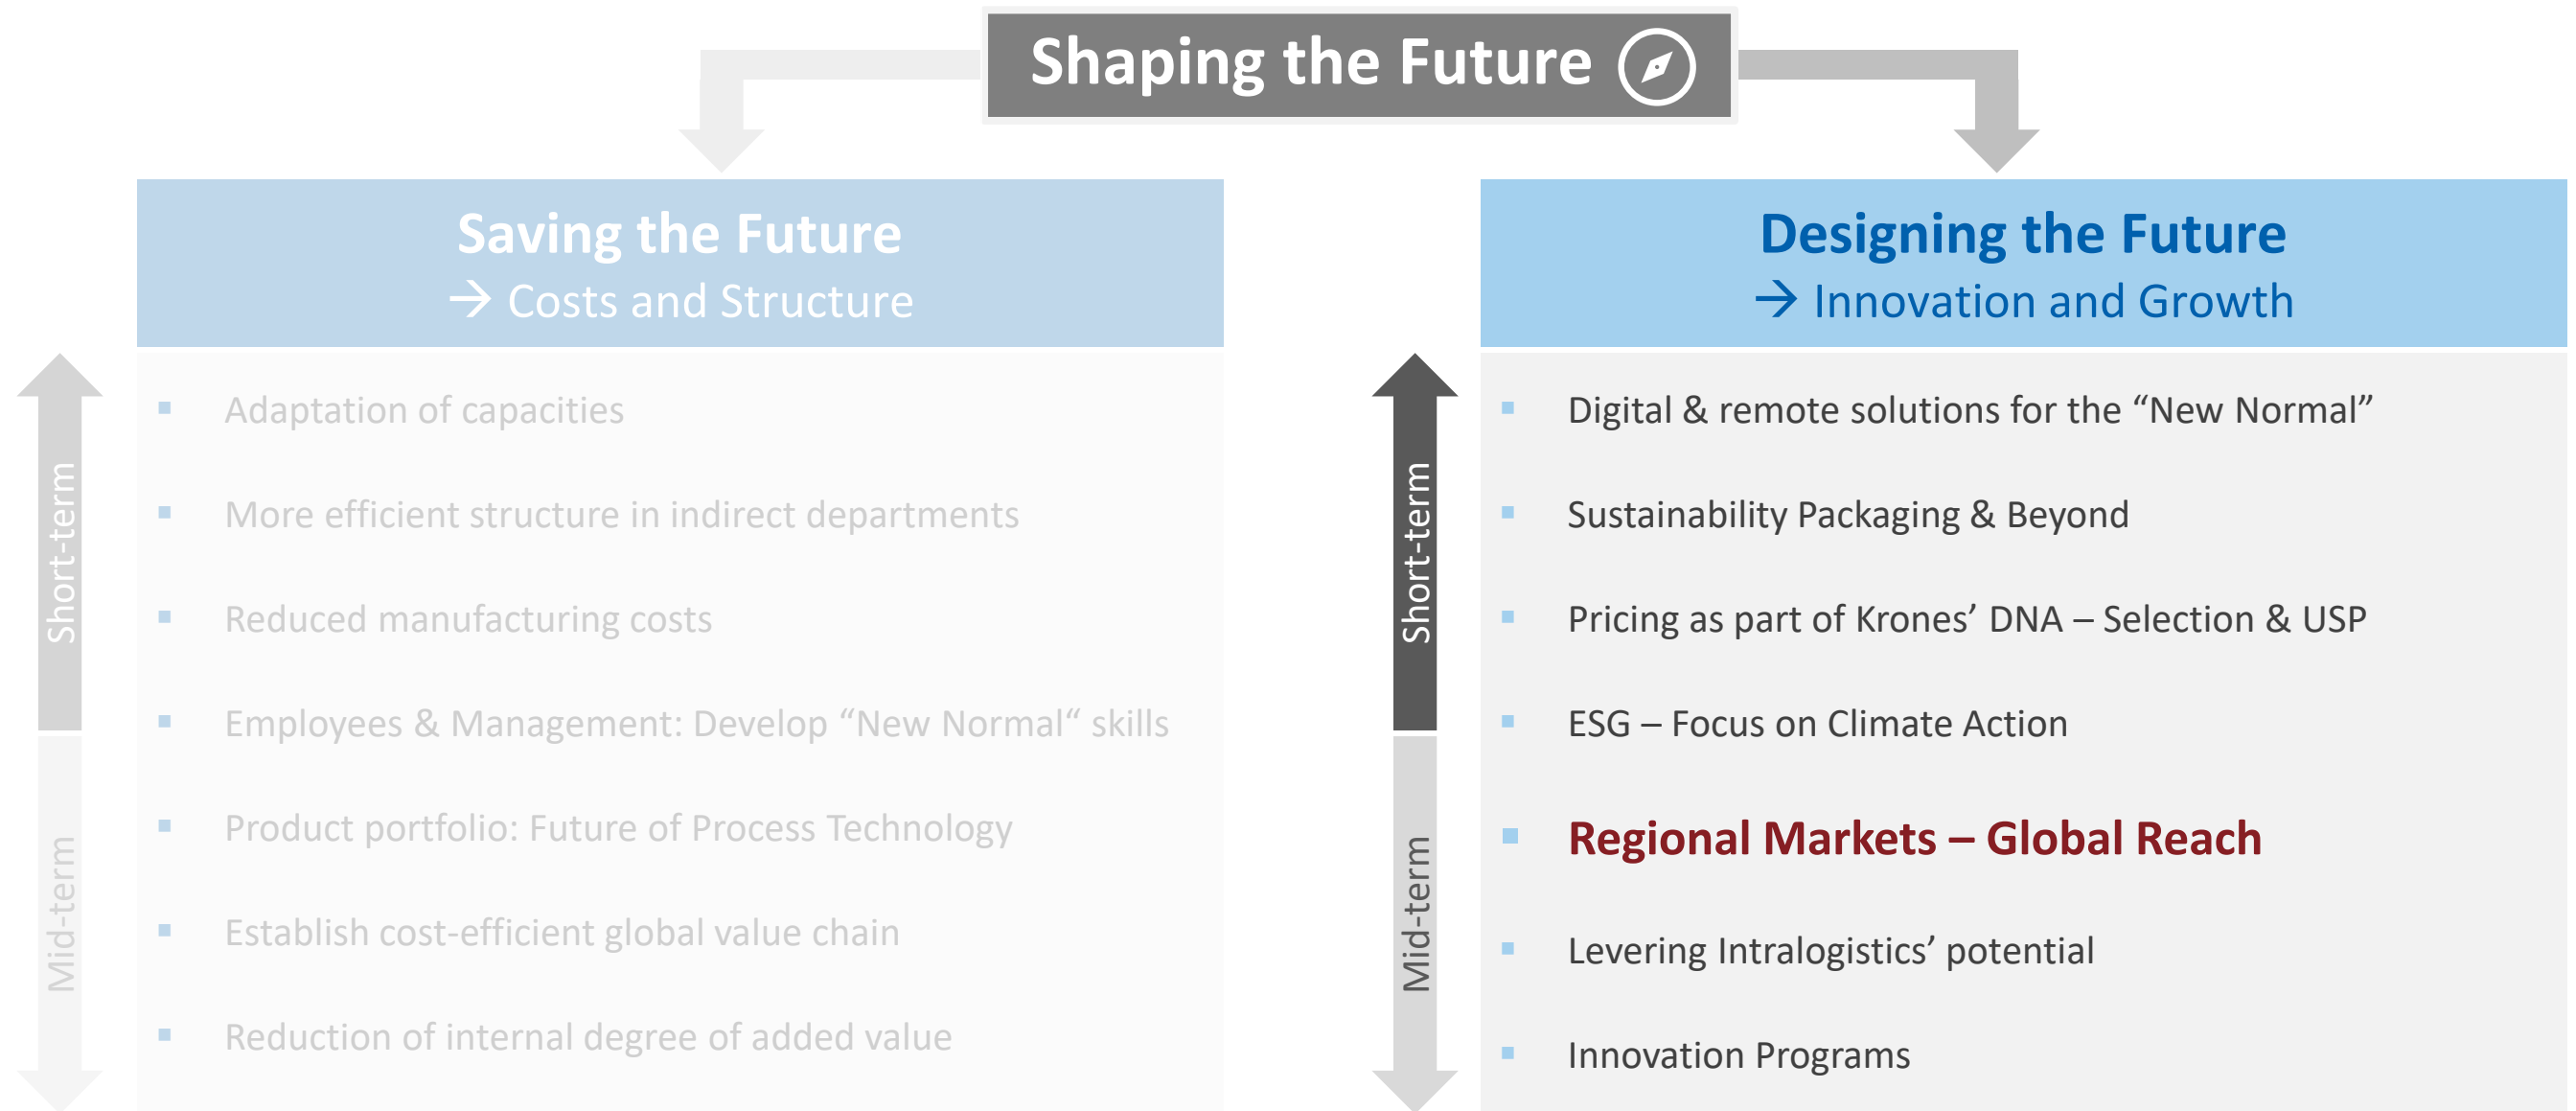 Shaping the Future
Saving the Future
→ Costs and Structure
Short-term
Mid-term
▪ Adaptation of capacities
▪ More efficient structure in indirect departments
▪ Reduced manufacturing costs
▪ Employees & Management: Develop “New Normal“ skills
▪ Product portfolio: Future of Process Technology
▪ Establish cost-efficient global value chain
▪ Reduction of internal degree of added value
Designing the Future
→ Innovation and Growth
Short-term
Mid-term
▪ Digital & remote solutions for the “New Normal”
▪ Sustainability Packaging & Beyond
▪ Pricing as part of Krones’ DNA – Selection & USP
▪ ESG – Focus on Climate Action
▪ Regional Markets – Global Reach
▪ Levering Intralogistics’ potential
▪ Innovation Programs